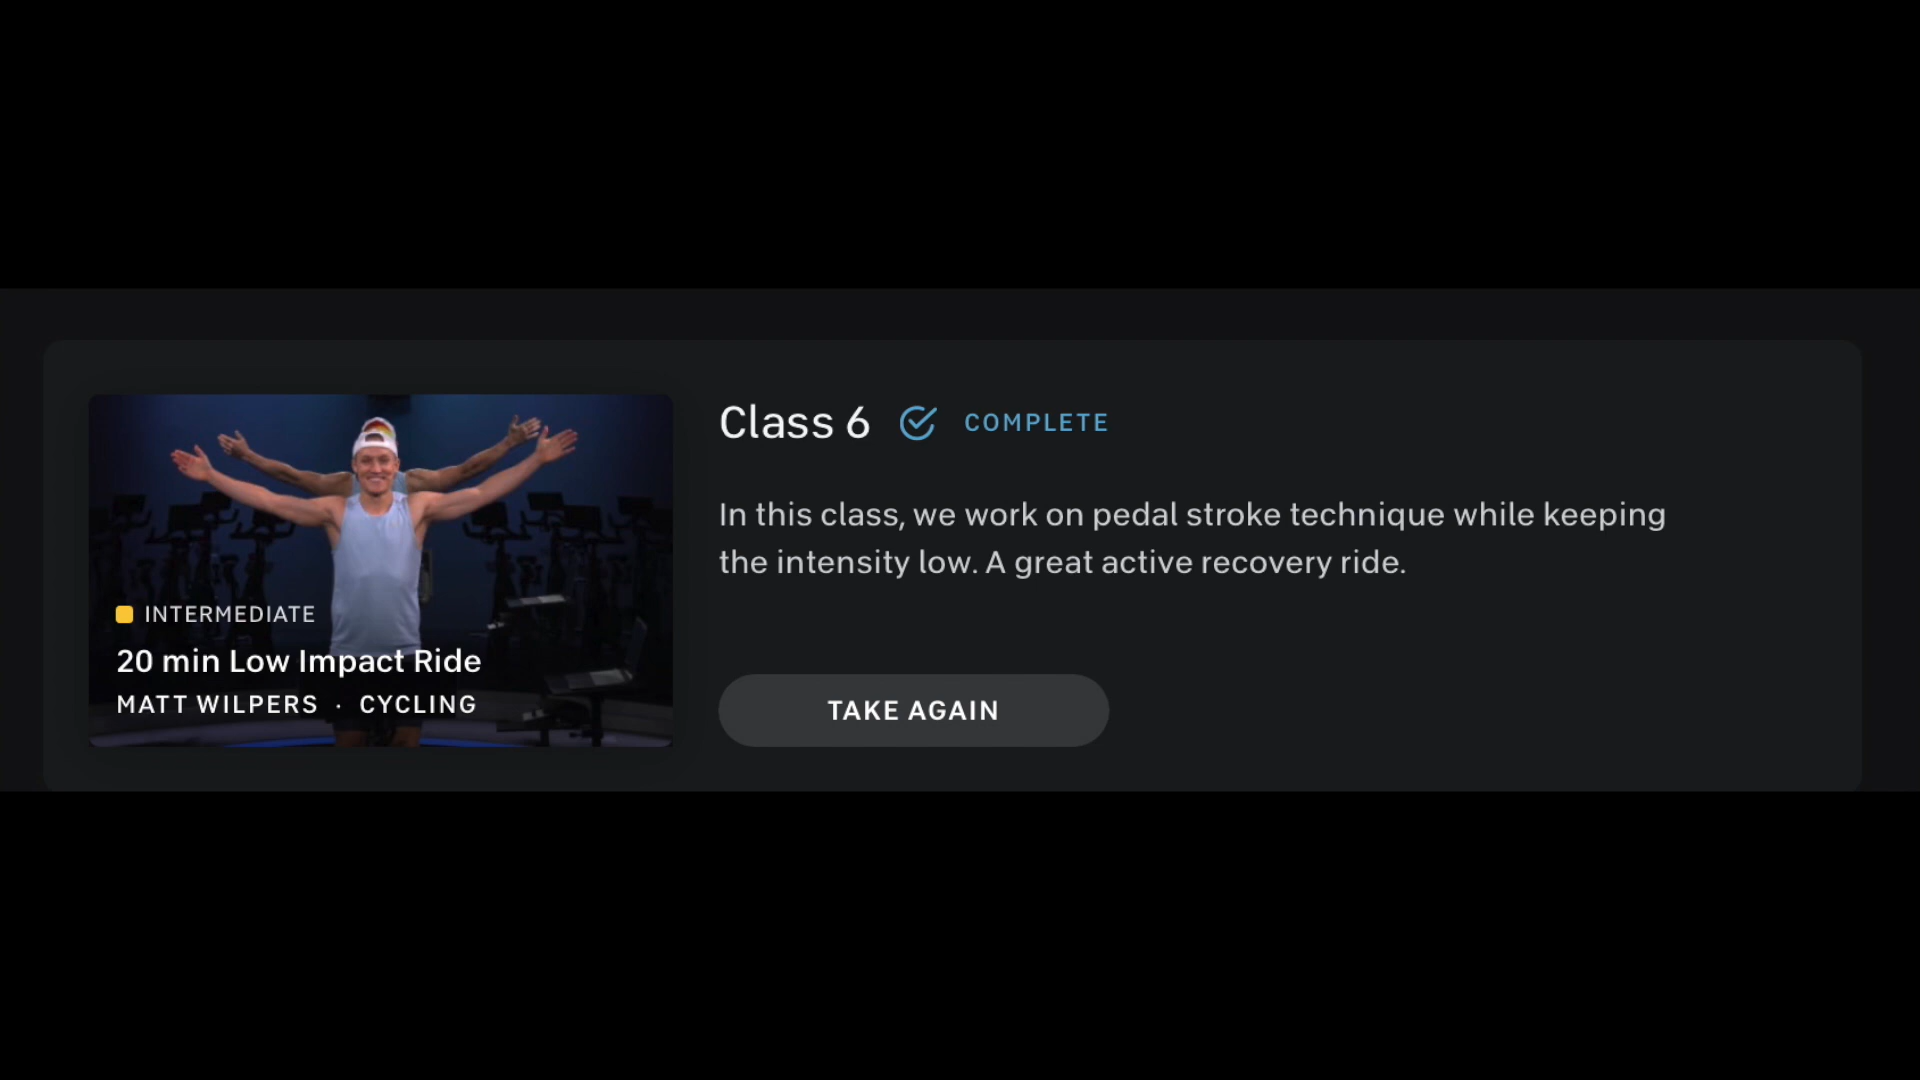 Class 6 COMPLETE
In this class, we work on pedal stroke technique while keeping
the intensity low. A great active recovery ride.
INTERMEDIATE
20 min Low Impact Ride
MATT WILPERS · CYCLING
TAKE AGAIN